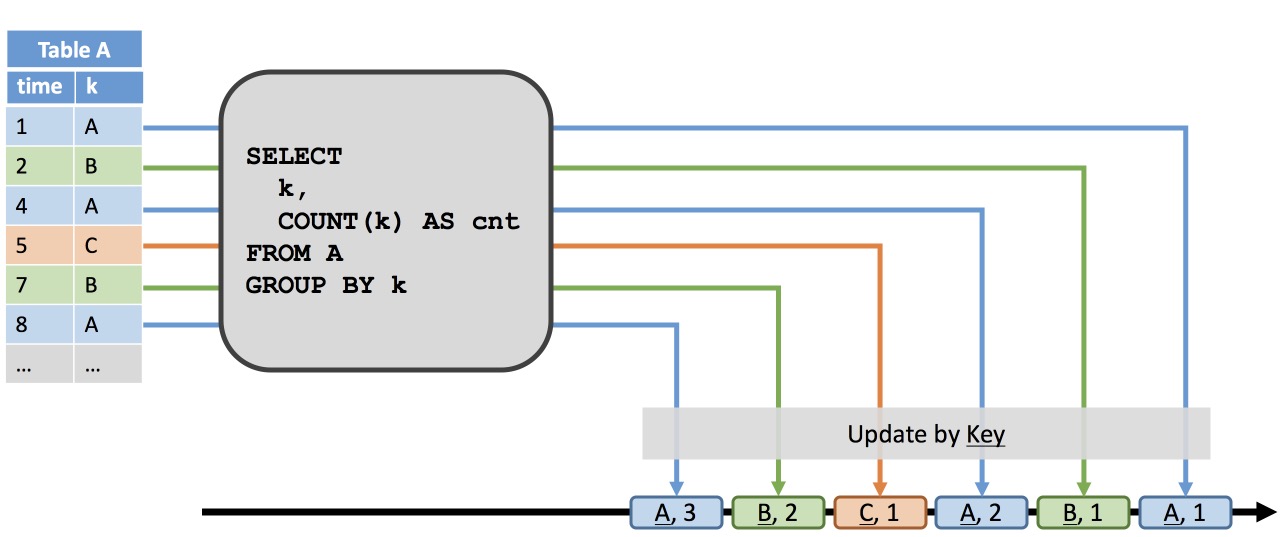 Table A
time k
1 A
2 B
4 A
5 C
7 B
8 A
... ...
SELECT
k,
COUNT(k) AS cnt
FROM A
GROUP BY k
Update by Key
A, 3 B, 2 C, 1 A, 2 B, 1 A, 1